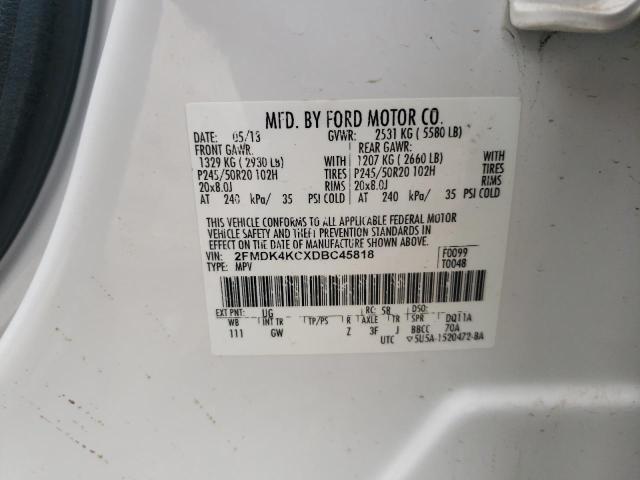 MFD. BY FORD MOTOR CO.
DATE: 05/13 GVWR: 2531 KG ( 5580 LB)
FRONT GAWR: REAR GAWR:
1329 KG ( 2930 LB) WITH 1207 KG ( 2660 LB) WITH
P245/50R20 102H TIRES P245/50R20 102H TIRES
20x8.0J RIMS 20x8.0J RIMS
AT 240 kPa/ 35 PSI COLD AT 240 kPa/ 35 PSI COLD
THIS VEHICLE CONFORMS TO ALL APPLICABLE FEDERAL MOTOR
VEHICLE SAFETY AND THEFT PREVENTION STANDARDS IN
EFFECT ON THE DATE OF MANUFACTURE SHOWN ABOVE.
VIN: 2FMDK4KCXDBC45818 F0099
TYPE: MPV T0048
EXT PNT: UG RC: 58 DSO:
WB INT TR TP/PS R AXLE TR SPR DQ11A
111 GW Z 3F J BBCC 70A
UTC ▽5U5A-1520472-BA